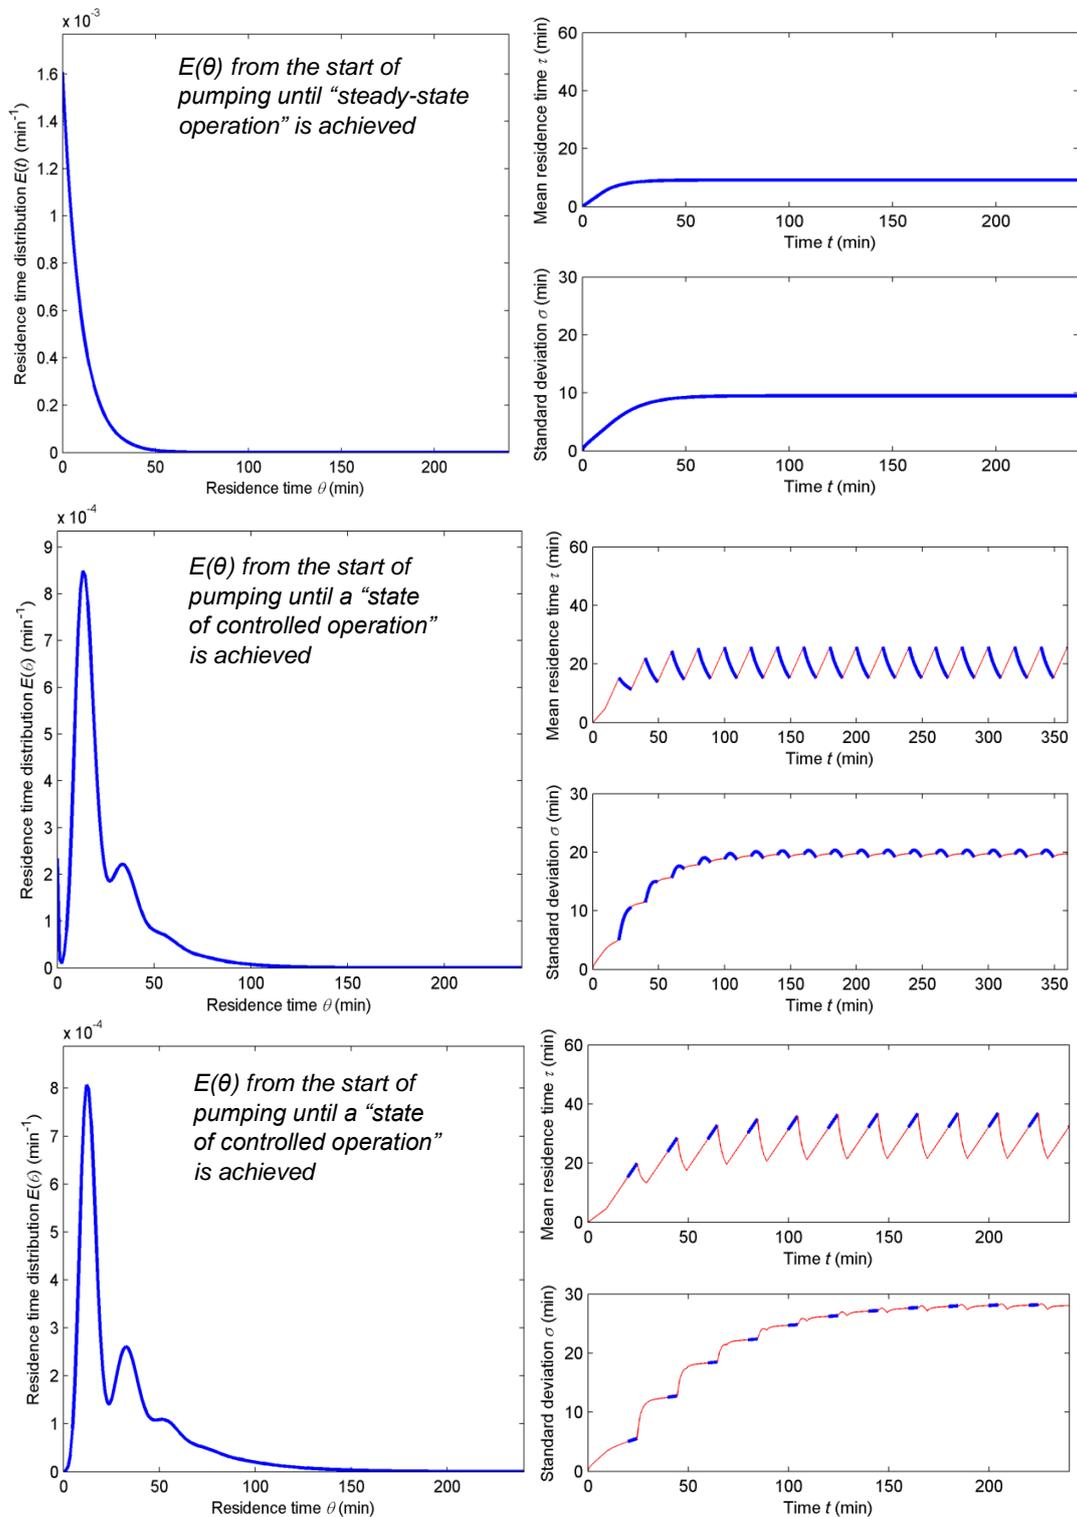 x 10⁻³
E(θ) from the start of
pumping until “steady-state
operation” is achieved
Residence time distribution E(t) (min⁻¹)
1.6
1.4
1.2
1
0.8
0.6
0.4
0.2
0
0 50 100 150 200
Residence time θ (min)
Mean residence time τ (min)
60
40
20
0
0 50 100 150 200
Time t (min)
Standard deviation σ (min)
30
20
10
0
0 50 100 150 200
Time t (min)
x 10⁻⁴
E(θ) from the start of
pumping until a “state
of controlled operation”
is achieved
Residence time distribution E(θ) (min⁻¹)
9
8
7
6
5
4
3
2
1
0
0 50 100 150 200
Residence time θ (min)
Mean residence time τ (min)
60
40
20
0
0 50 100 150 200 250 300 350
Time t (min)
Standard deviation σ (min)
30
20
10
0
0 50 100 150 200 250 300 350
Time t (min)
x 10⁻⁴
E(θ) from the start of
pumping until a “state
of controlled operation”
is achieved
Residence time distribution E(θ) (min⁻¹)
8
7
6
5
4
3
2
1
0
0 50 100 150 200
Residence time θ (min)
Mean residence time τ (min)
60
40
20
0
0 50 100 150 200
Time t (min)
Standard deviation σ (min)
30
20
10
0
0 50 100 150 200
Time t (min)